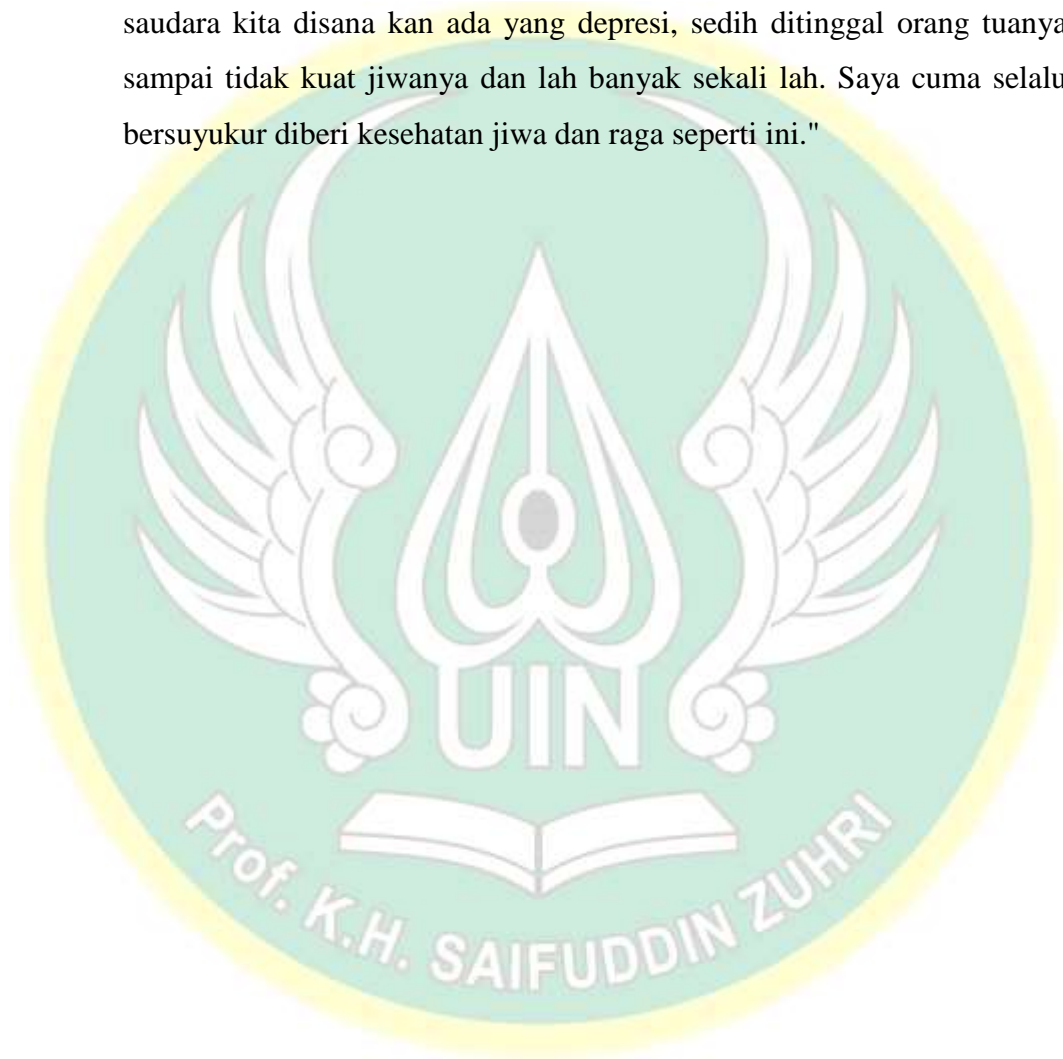 saudara kita disana kan ada yang depresi, sedih ditinggal orang tuanya
sampai tidak kuat jiwanya dan lah banyak sekali lah. Saya cuma selalu
bersuyukur diberi kesehatan jiwa dan raga seperti ini."
UIN
Prof. K.H. SAIFUDDIN ZUHRI